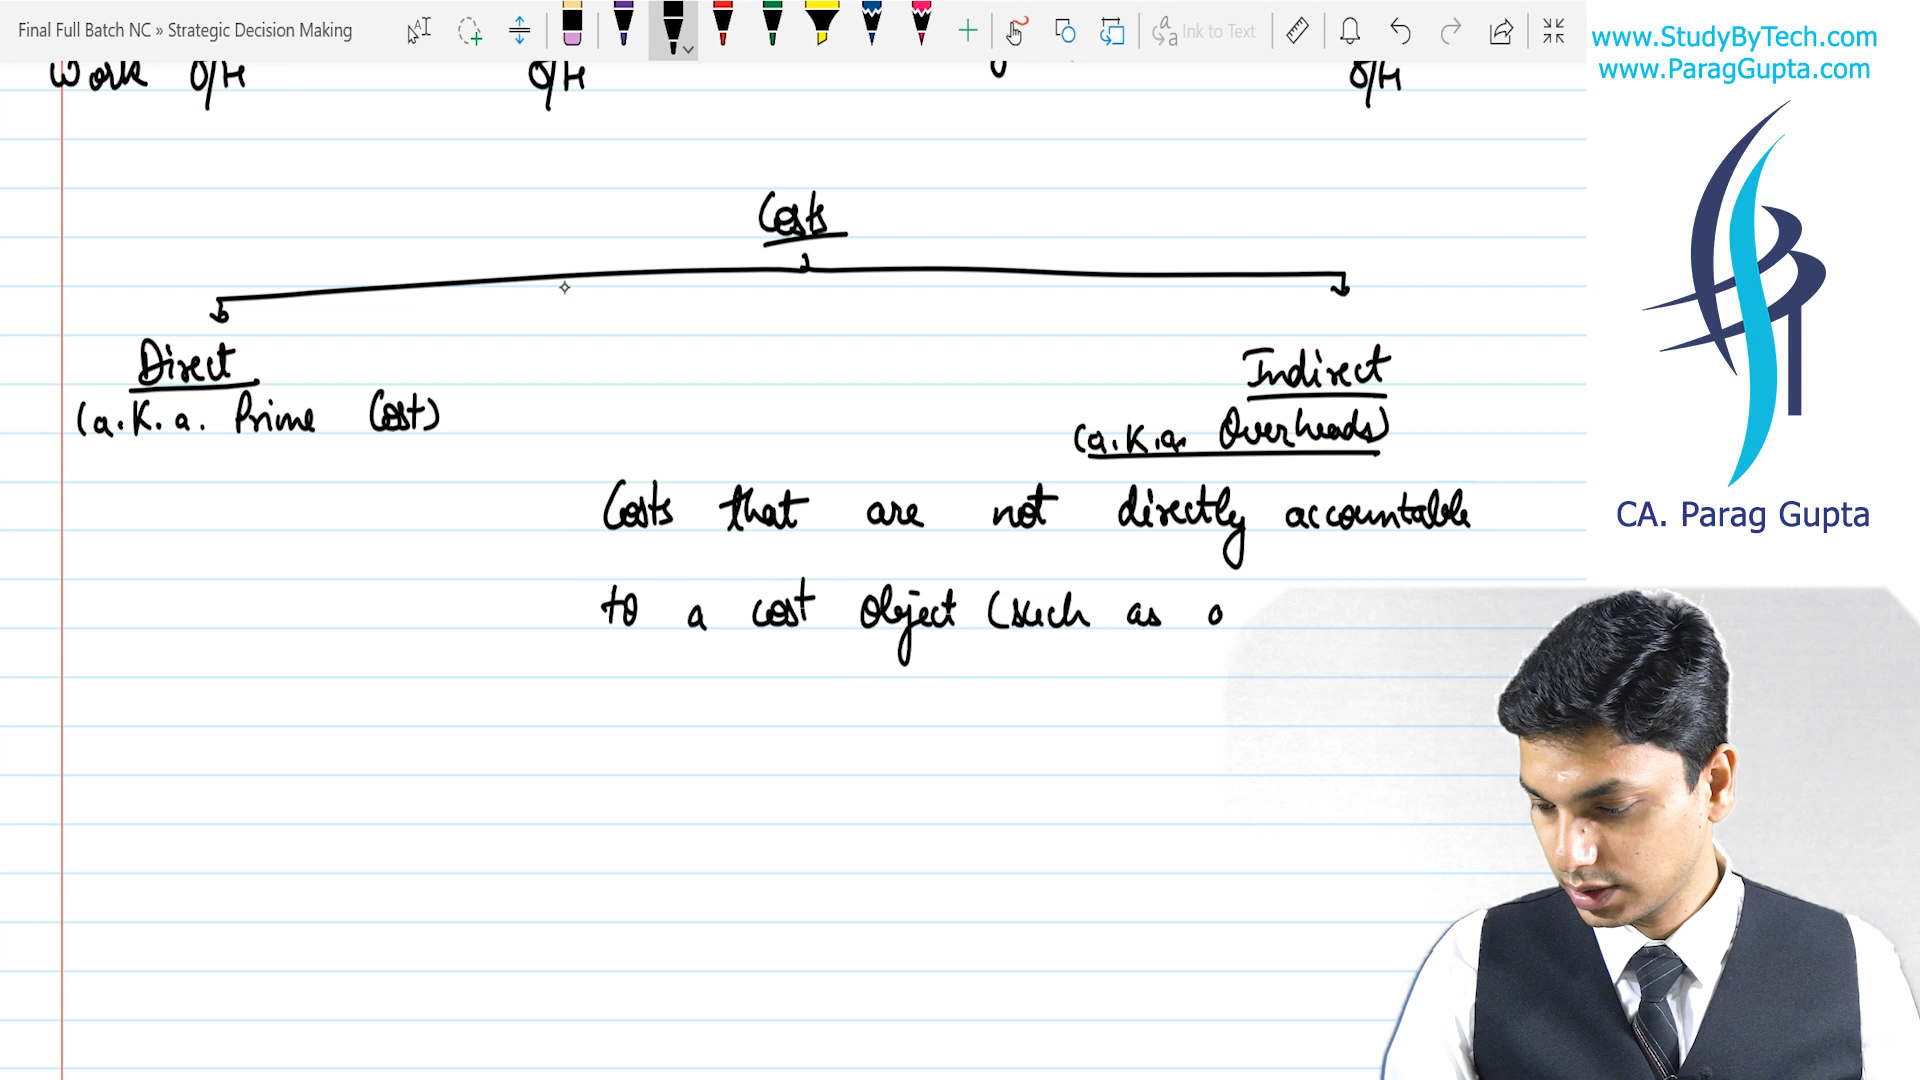 Final Full Batch NC » Strategic Decision Making
Ink to Text
www.StudyByTech.com
www.ParagGupta.com
Work O/H O/H O/H
Costs
Direct
(a.k.a. Prime Cost)
Indirect
(a.k.a. Overheads)
Costs that are not directly accountable
to a cost object (such as a
CA. Parag Gupta